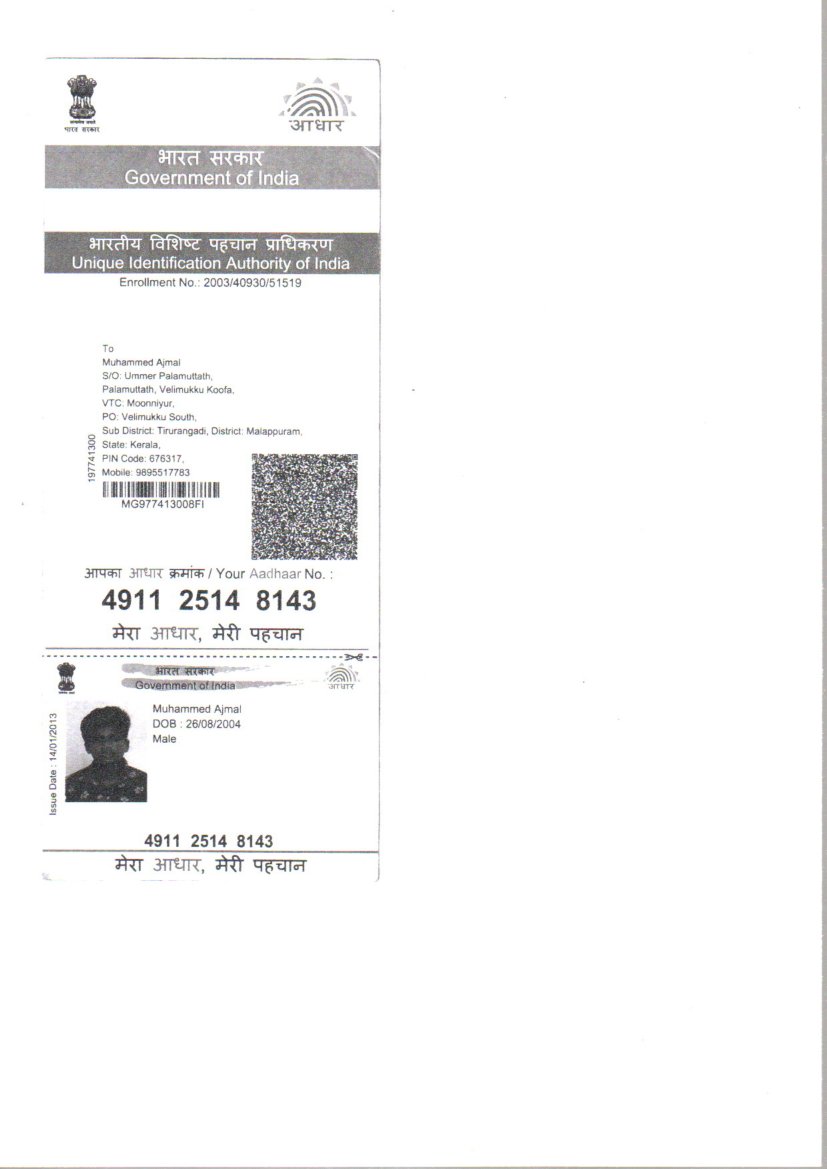 सत्यमेव जयते
भारत सरकार
आधार
भारत सरकार
Government of India
भारतीय विशिष्ट पहचान प्राधिकरण
Unique Identification Authority of India
Enrollment No.: 2003/40930/51519
To
Muhammed Ajmal
S/O: Ummer Palamuttath,
Palamuttath, Velimukku Koofa,
VTC: Moonniyur,
PO: Velimukku South,
Sub District: Tirurangadi, District: Malappuram,
State: Kerala,
PIN Code: 676317,
Mobile: 9895517783
197741300
MG977413008FI
आपका आधार क्रमांक / Your Aadhaar No. :
4911 2514 8143
मेरा आधार, मेरी पहचान
भारत सरकार
Government of India
आधार
Issue Date : 14/01/2013
Muhammed Ajmal
DOB : 26/08/2004
Male
4911 2514 8143
मेरा आधार, मेरी पहचान